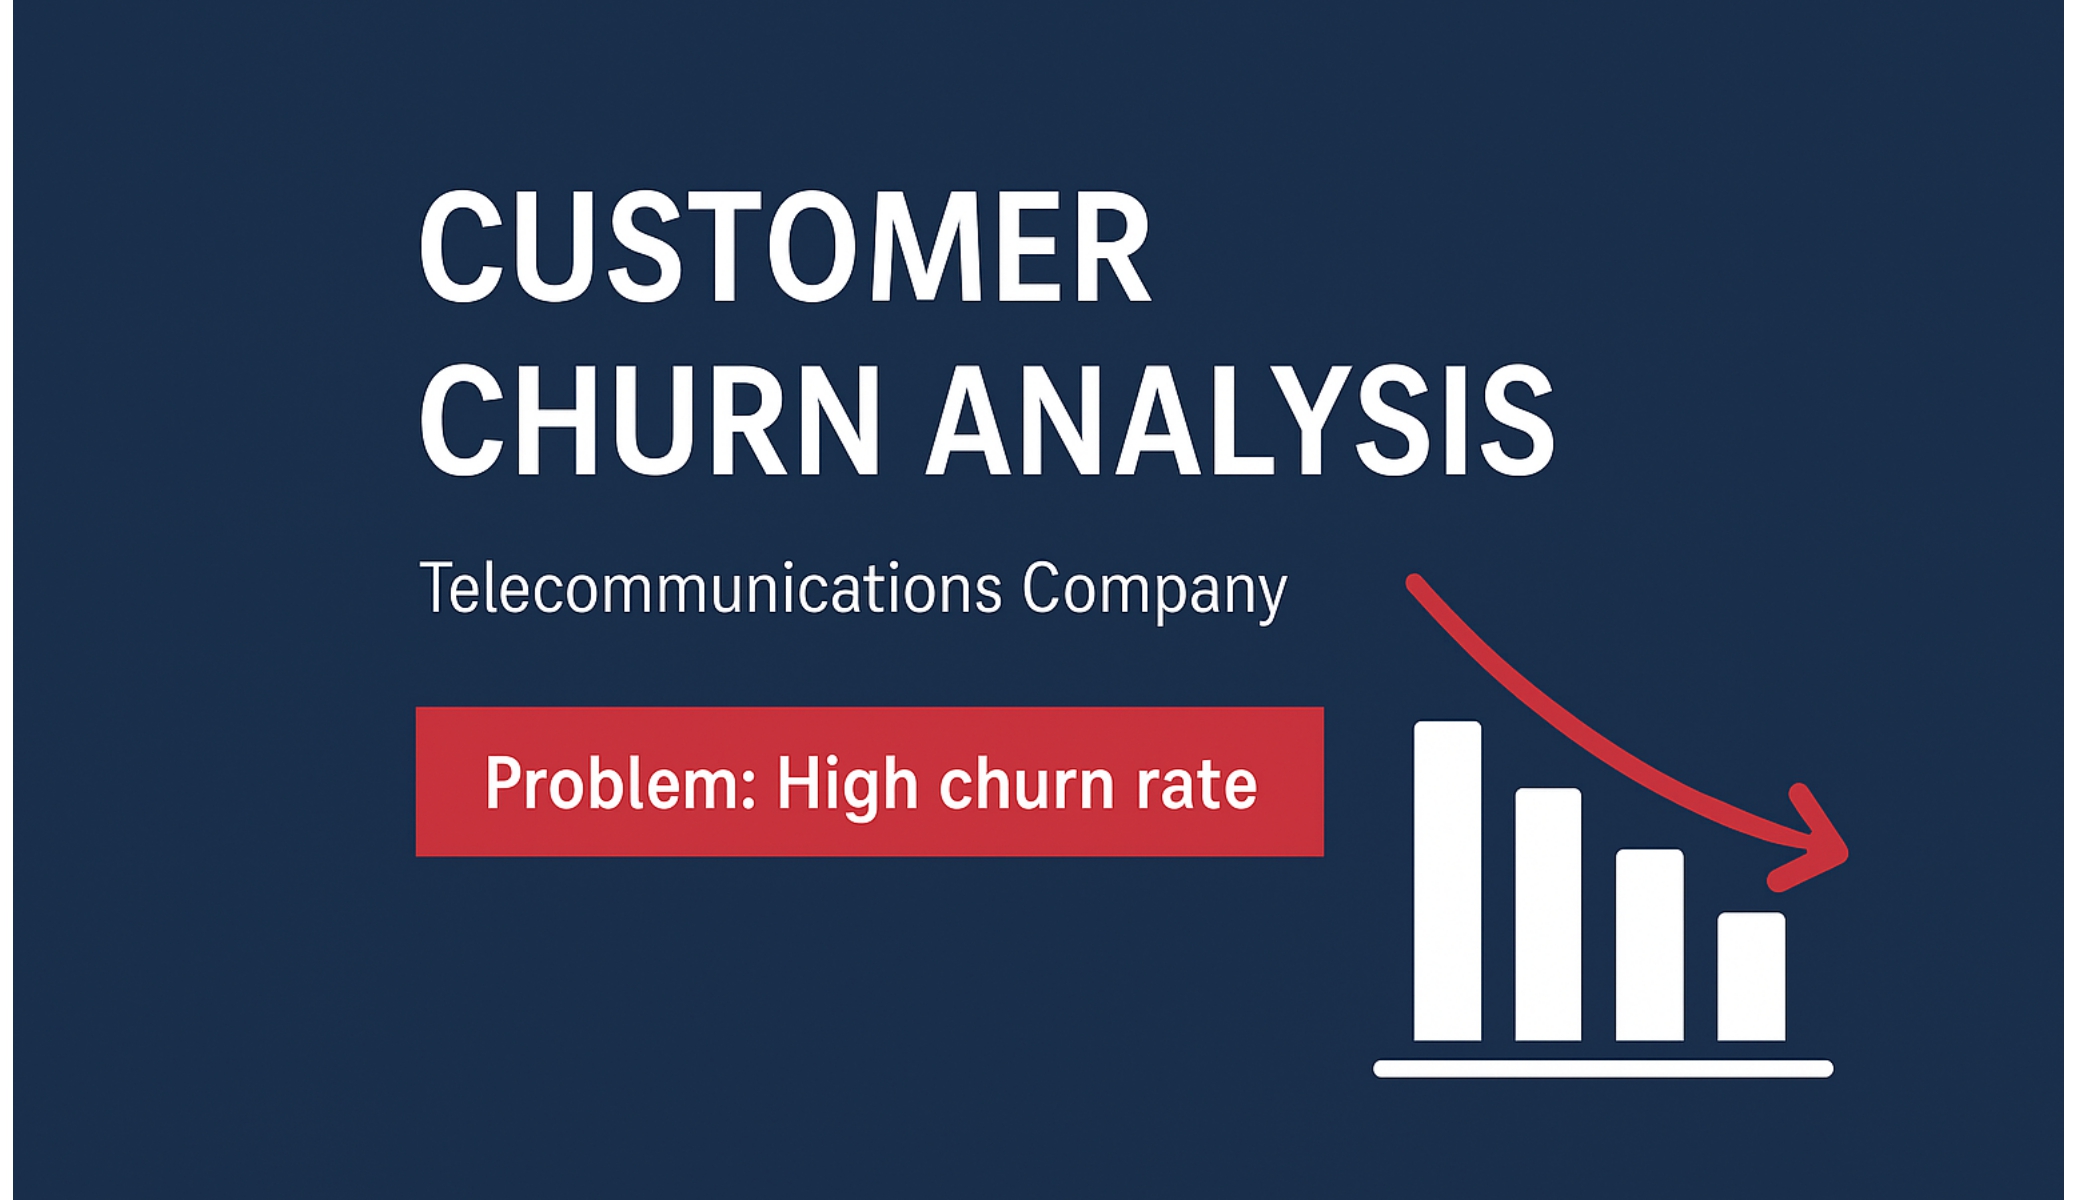 CUSTOMER
CHURN ANALYSIS
Telecommunications Company
Problem: High churn rate